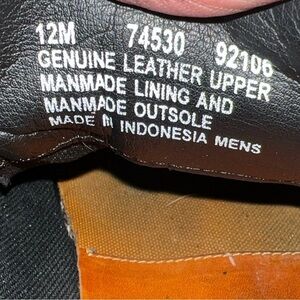 12M 74530 92106
GENUINE LEATHER UPPER
MANMADE LINING AND
MANMADE OUTSOLE
MADE IN INDONESIA MENS